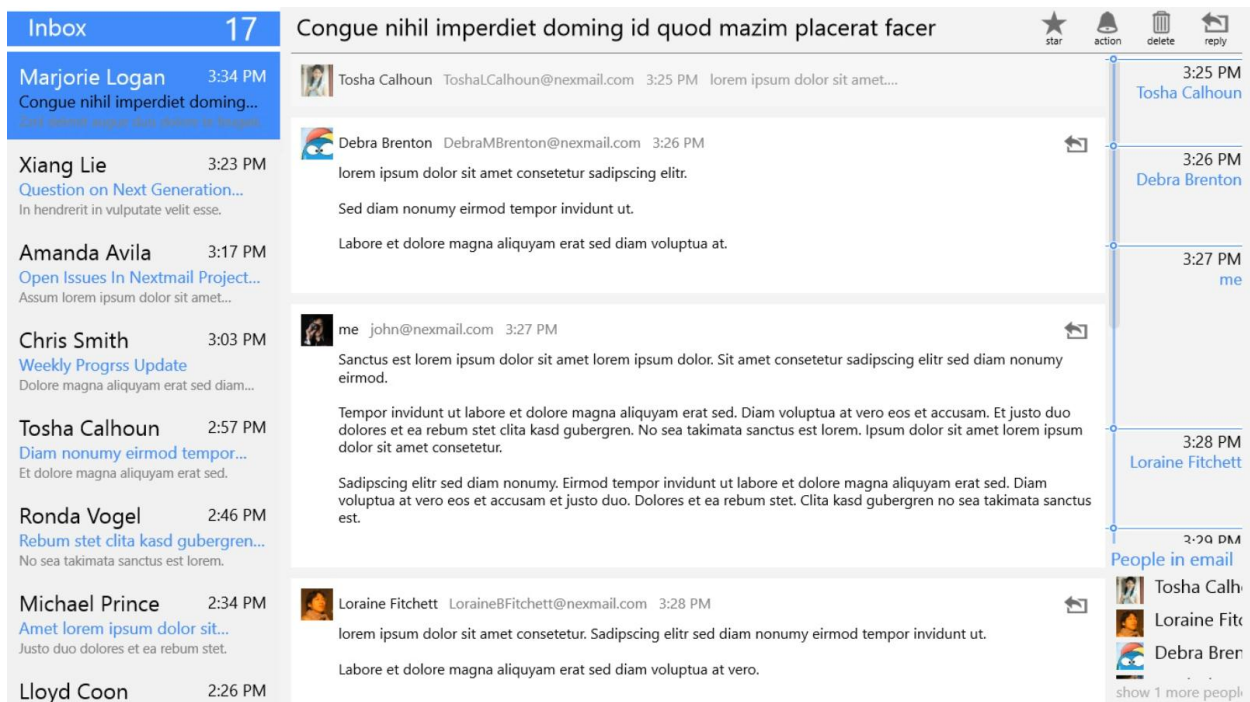 Inbox 17
Marjorie Logan 3:34 PM
Congue nihil imperdiet doming...
Xiang Lie 3:23 PM
Question on Next Generation...
In hendrerit in vulputate velit esse.
Amanda Avila 3:17 PM
Open Issues In Nextmail Project...
Assum lorem ipsum dolor sit amet...
Chris Smith 3:03 PM
Weekly Progrss Update
Dolore magna aliquyam erat sed diam...
Tosha Calhoun 2:57 PM
Diam nonumy eirmod tempor...
Et dolore magna aliquyam erat sed.
Ronda Vogel 2:46 PM
Rebum stet clita kasd gubergren...
No sea takimata sanctus est lorem.
Michael Prince 2:34 PM
Amet lorem ipsum dolor sit...
Justo duo dolores et ea rebum stet.
Lloyd Coon 2:26 PM
Congue nihil imperdiet doming id quod mazim placerat facer
star action delete reply
Tosha Calhoun ToshaLCalhoun@nexmail.com 3:25 PM lorem ipsum dolor sit amet....
Debra Brenton DebraMBrenton@nexmail.com 3:26 PM
lorem ipsum dolor sit amet consetetur sadipscing elitr.
Sed diam nonumy eirmod tempor invidunt ut.
Labore et dolore magna aliquyam erat sed diam voluptua at.
me john@nexmail.com 3:27 PM
Sanctus est lorem ipsum dolor sit amet lorem ipsum dolor. Sit amet consetetur sadipscing elitr sed diam nonumy
eirmod.
Tempor invidunt ut labore et dolore magna aliquyam erat sed. Diam voluptua at vero eos et accusam. Et justo duo
dolores et ea rebum stet clita kasd gubergren. No sea takimata sanctus est lorem. Ipsum dolor sit amet lorem ipsum
dolor sit amet consetetur.
Sadipscing elitr sed diam nonumy. Eirmod tempor invidunt ut labore et dolore magna aliquyam erat sed. Diam
voluptua at vero eos et accusam et justo duo. Dolores et ea rebum stet. Clita kasd gubergren no sea takimata sanctus
est.
Loraine Fitchett LoraineBFitchett@nexmail.com 3:28 PM
lorem ipsum dolor sit amet consetetur. Sadipscing elitr sed diam nonumy eirmod tempor invidunt ut.
Labore et dolore magna aliquyam erat sed diam voluptua at vero.
3:25 PM
Tosha Calhoun
3:26 PM
Debra Brenton
3:27 PM
me
3:28 PM
Loraine Fitchett
3:29 PM
People in email
Tosha Calh
Loraine Fitc
Debra Bren
show 1 more people